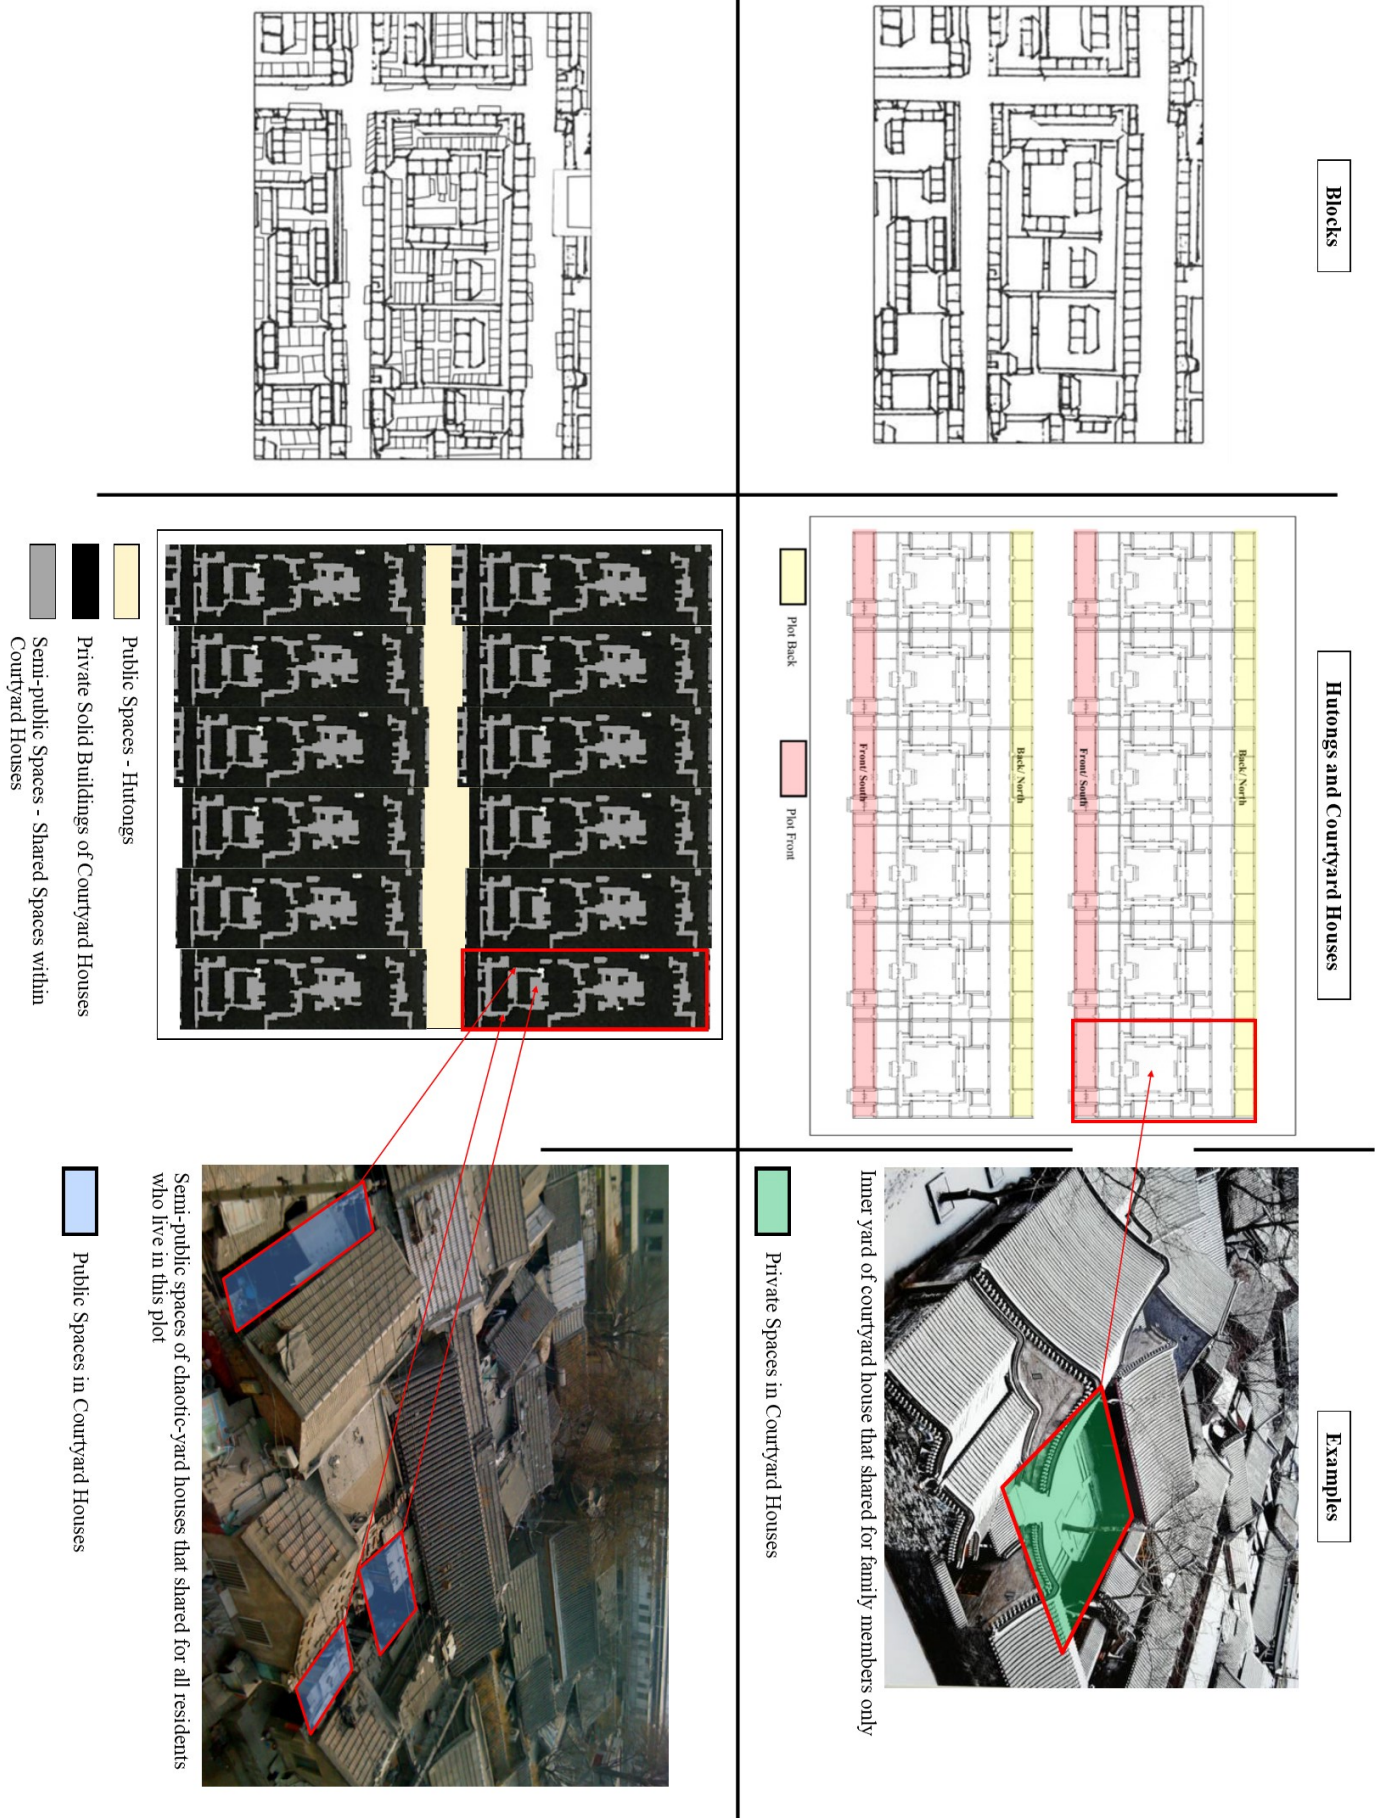 Blocks
Hutongs and Courtyard Houses
Examples
Back/ North
Front/ South
Back/ North
Front/ South
Plot Back
Plot Front
Inner yard of courtyard house that shared for family members only
Private Spaces in Courtyard Houses
Public Spaces - Hutongs
Private Solid Buildings of Courtyard Houses
Semi-public Spaces - Shared Spaces within
Courtyard Houses
Semi-public spaces of chaotic-yard houses that shared for all residents
who live in this plot
Public Spaces in Courtyard Houses